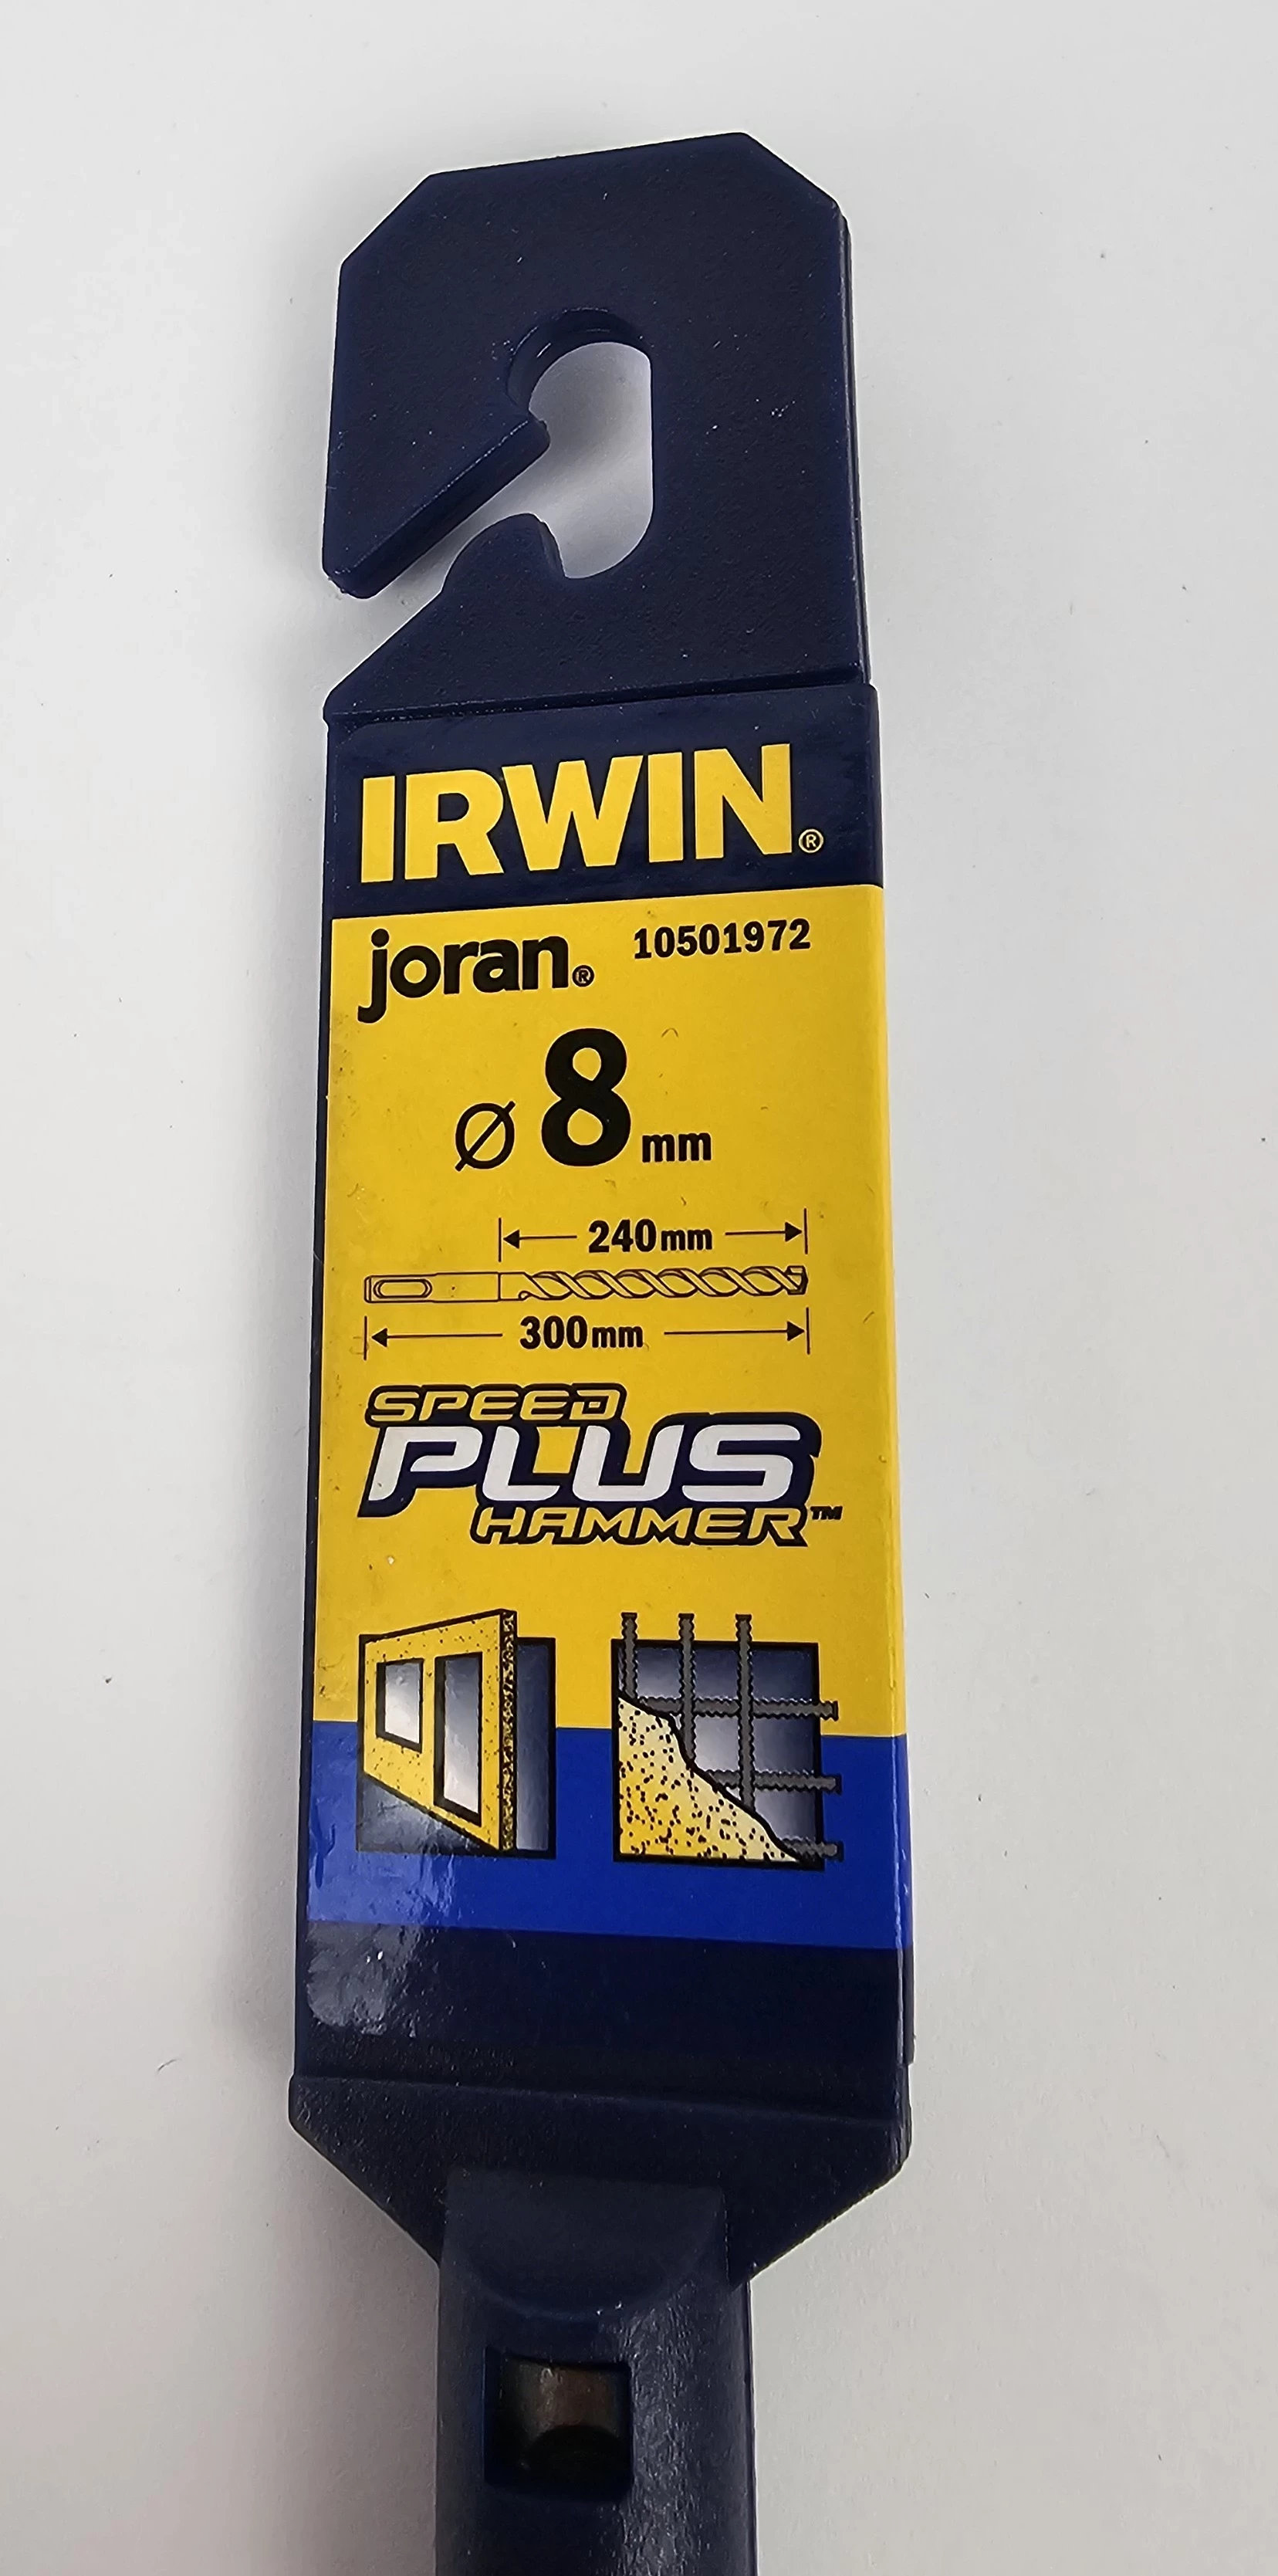 IRWIN®
joran® 10501972
Ø 8 mm
240mm
300mm
SPEED
PLUS
HAMMER™